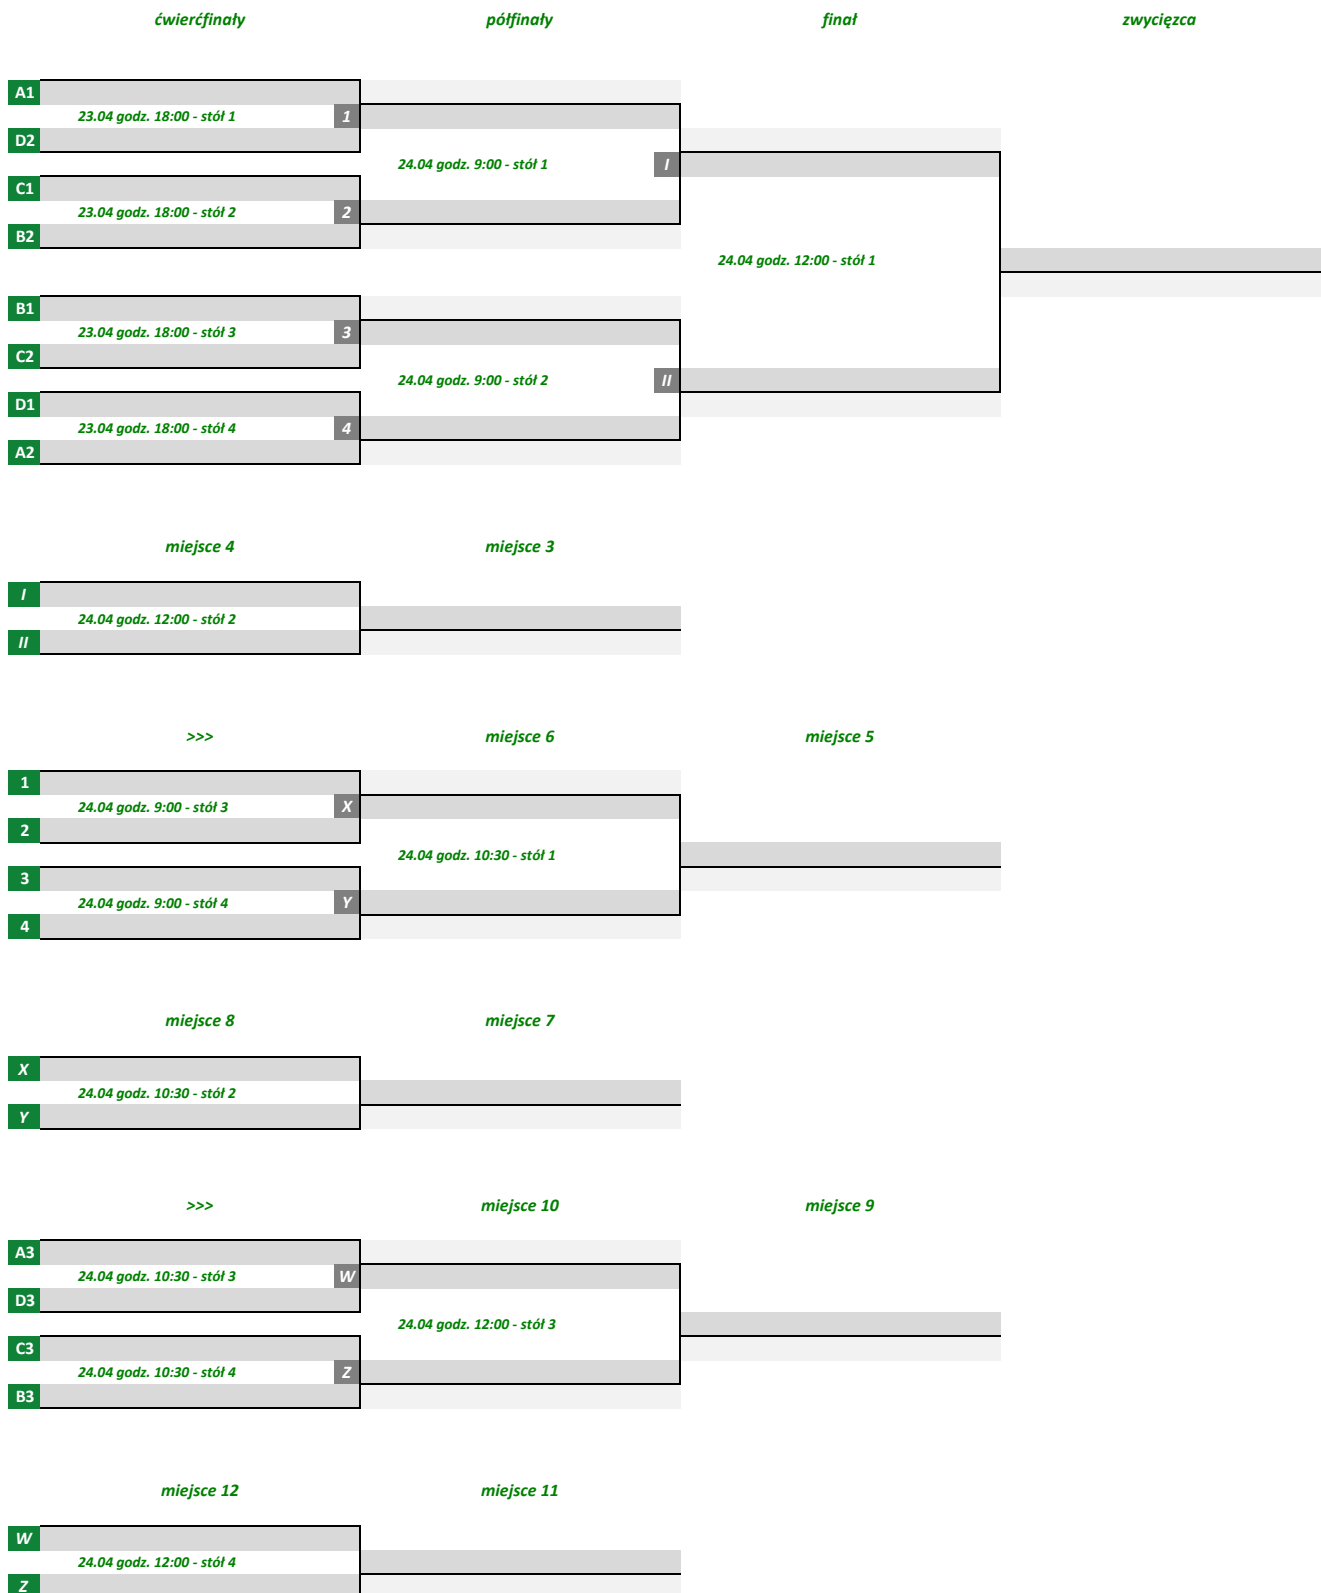 ćwierćfinały półfinały finał zwycięzca
A1
23.04 godz. 18:00 - stół 1 1
D2
24.04 godz. 9:00 - stół 1 I
C1
23.04 godz. 18:00 - stół 2 2
B2
24.04 godz. 12:00 - stół 1
B1
23.04 godz. 18:00 - stół 3 3
C2
24.04 godz. 9:00 - stół 2 II
D1
23.04 godz. 18:00 - stół 4 4
A2
miejsce 4 miejsce 3
I
24.04 godz. 12:00 - stół 2
II
>>> miejsce 6 miejsce 5
1
24.04 godz. 9:00 - stół 3 X
2
24.04 godz. 10:30 - stół 1
3
24.04 godz. 9:00 - stół 4 Y
4
miejsce 8 miejsce 7
X
24.04 godz. 10:30 - stół 2
Y
>>> miejsce 10 miejsce 9
A3
24.04 godz. 10:30 - stół 3 W
D3
24.04 godz. 12:00 - stół 3
C3
24.04 godz. 10:30 - stół 4 Z
B3
miejsce 12 miejsce 11
W
24.04 godz. 12:00 - stół 4
Z